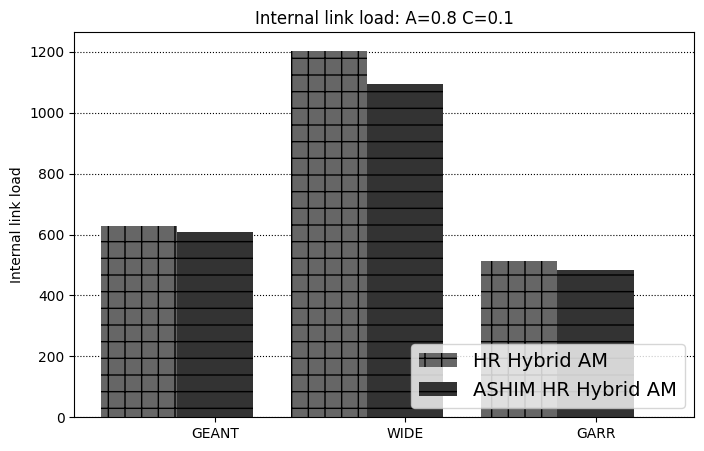 Internal link load: A=0.8 C=0.1
1200
1000
800
600
400
200
0
Internal link load
HR Hybrid AM
ASHIM HR Hybrid AM
GEANT WIDE GARR